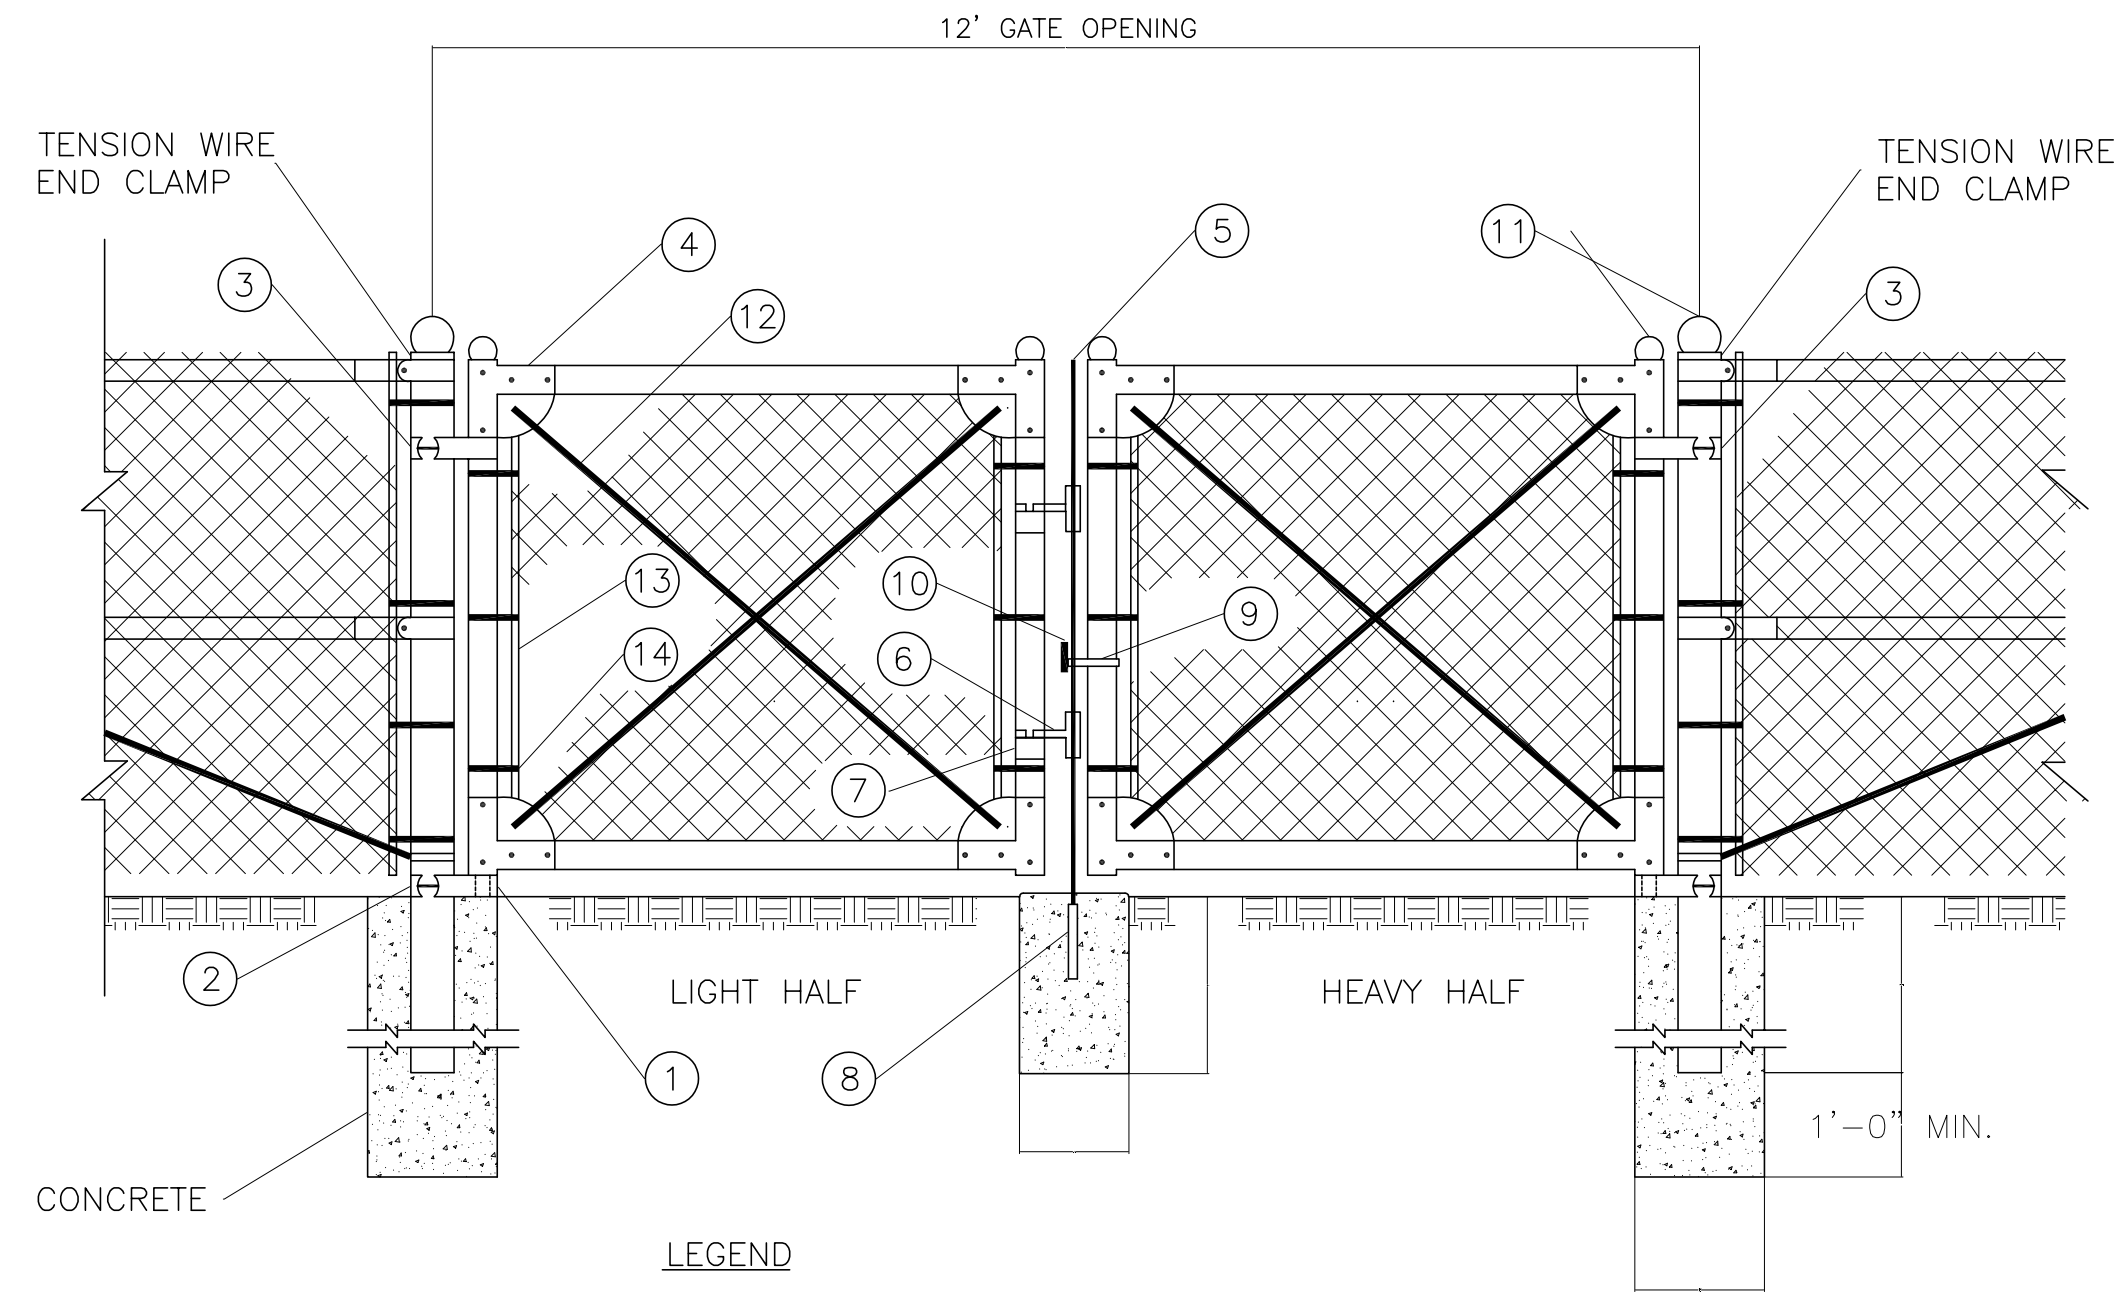 12' GATE OPENING
TENSION WIRE
END CLAMP
TENSION WIRE
END CLAMP
3
4
12
5
11
3
13
14
10
9
6
7
2
LIGHT HALF
HEAVY HALF
1
8
1'-0" MIN.
CONCRETE
LEGEND